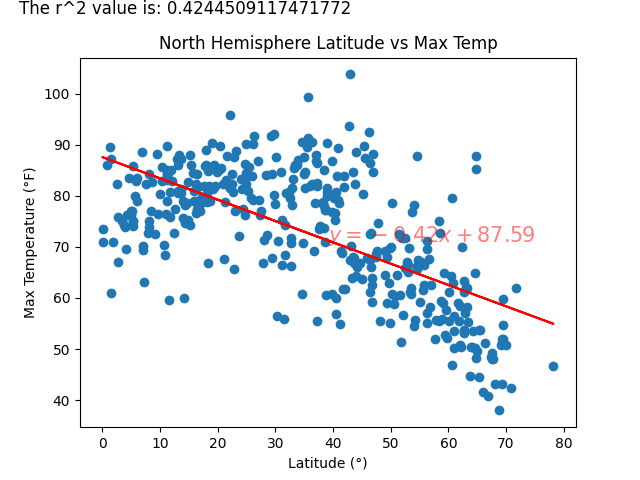 The r^2 value is: 0.4244509117471772
North Hemisphere Latitude vs Max Temp
100
90
80
70
60
50
40
Max Temperature (°F)
y = −0.42x + 87.59
0 10 20 30 40 50 60 70 80
Latitude (°)